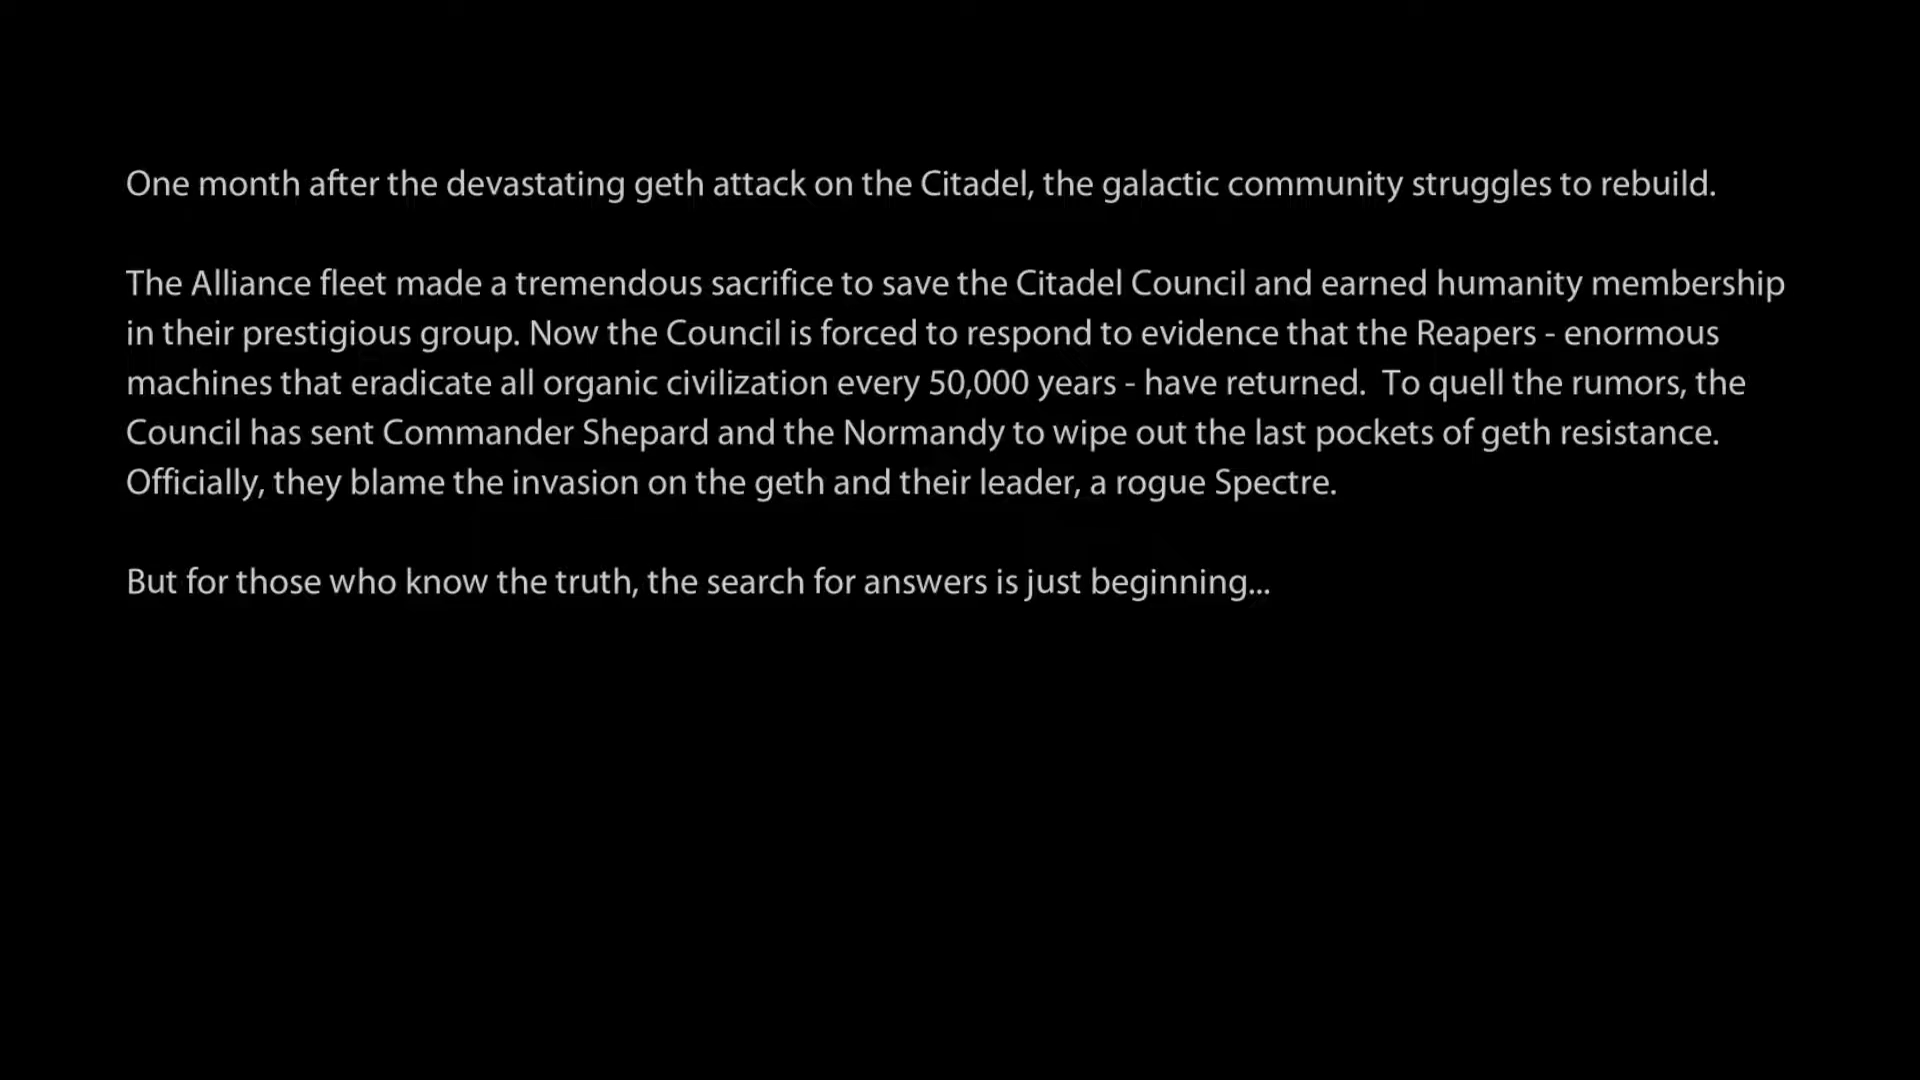 One month after the devastating geth attack on the Citadel, the galactic community struggles to rebuild.
The Alliance fleet made a tremendous sacrifice to save the Citadel Council and earned humanity membership
in their prestigious group. Now the Council is forced to respond to evidence that the Reapers - enormous
machines that eradicate all organic civilization every 50,000 years - have returned.  To quell the rumors, the
Council has sent Commander Shepard and the Normandy to wipe out the last pockets of geth resistance.
Officially, they blame the invasion on the geth and their leader, a rogue Spectre.
But for those who know the truth, the search for answers is just beginning...